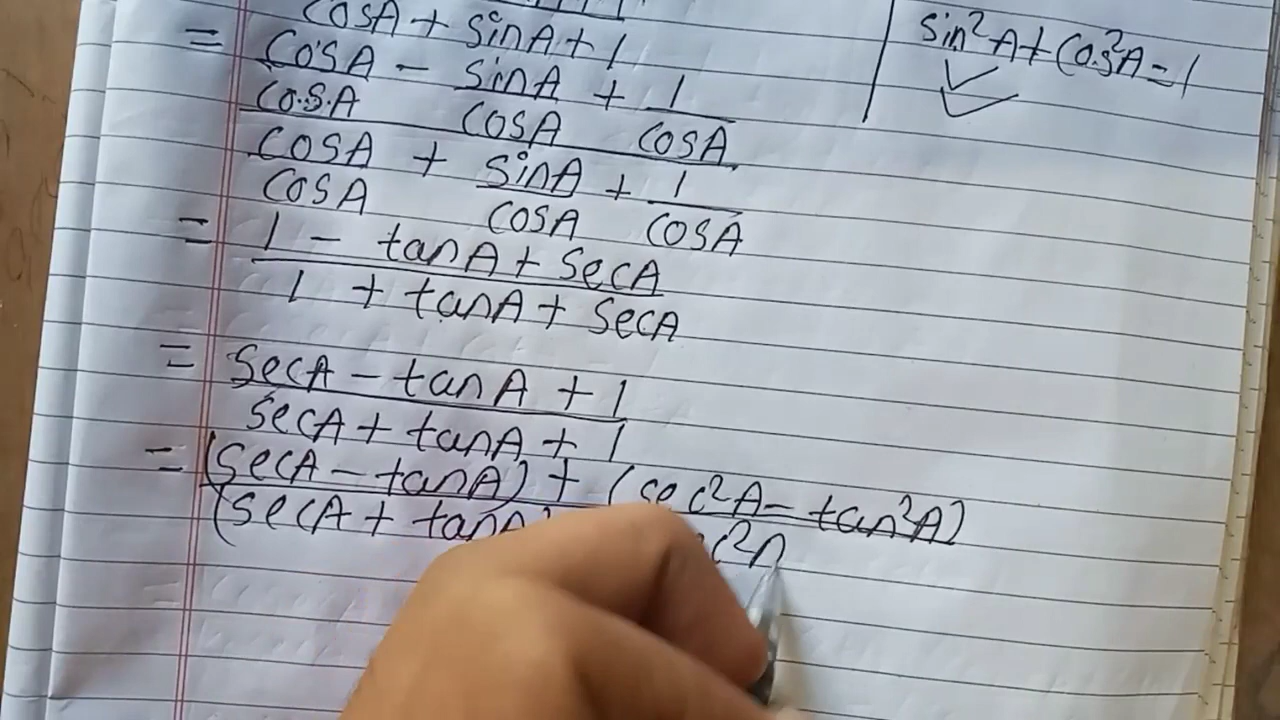 cosA + sinA + 1
sin²A + cos²A = 1
= cosA - sinA + 1
cosA cosA cosA
cosA + sinA + 1
cosA cosA cosA
= 1 - tanA + secA
1 + tanA + secA
= secA - tanA + 1
secA + tanA + 1
= (secA - tanA) + (sec²A - tan²A)
(secA + tanA